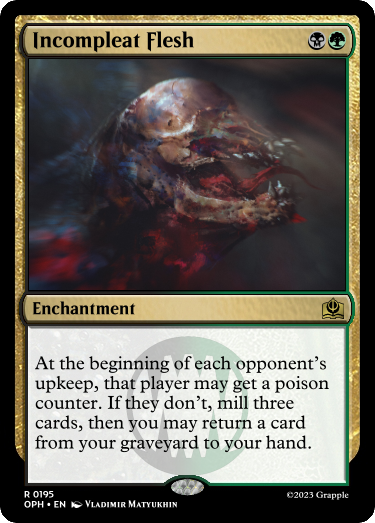 Incompleat Flesh
Enchantment
At the beginning of each opponent's
upkeep, that player may get a poison
counter. If they don't, mill three
cards, then you may return a card
from your graveyard to your hand.
R 0195
OPH • EN Vladimir Matyukhin
©2023 Grapple